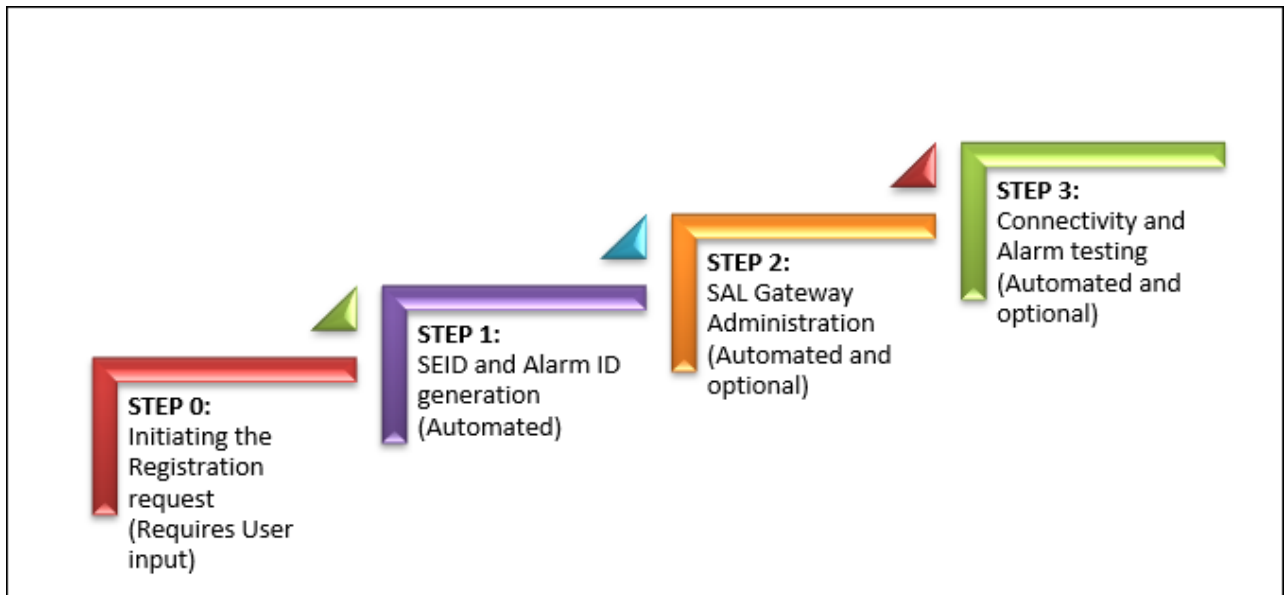 STEP 0:
Initiating the
Registration
request
(Requires User
input)
STEP 1:
SEID and Alarm ID
generation
(Automated)
STEP 2:
SAL Gateway
Administration
(Automated and
optional)
STEP 3:
Connectivity and
Alarm testing
(Automated and
optional)